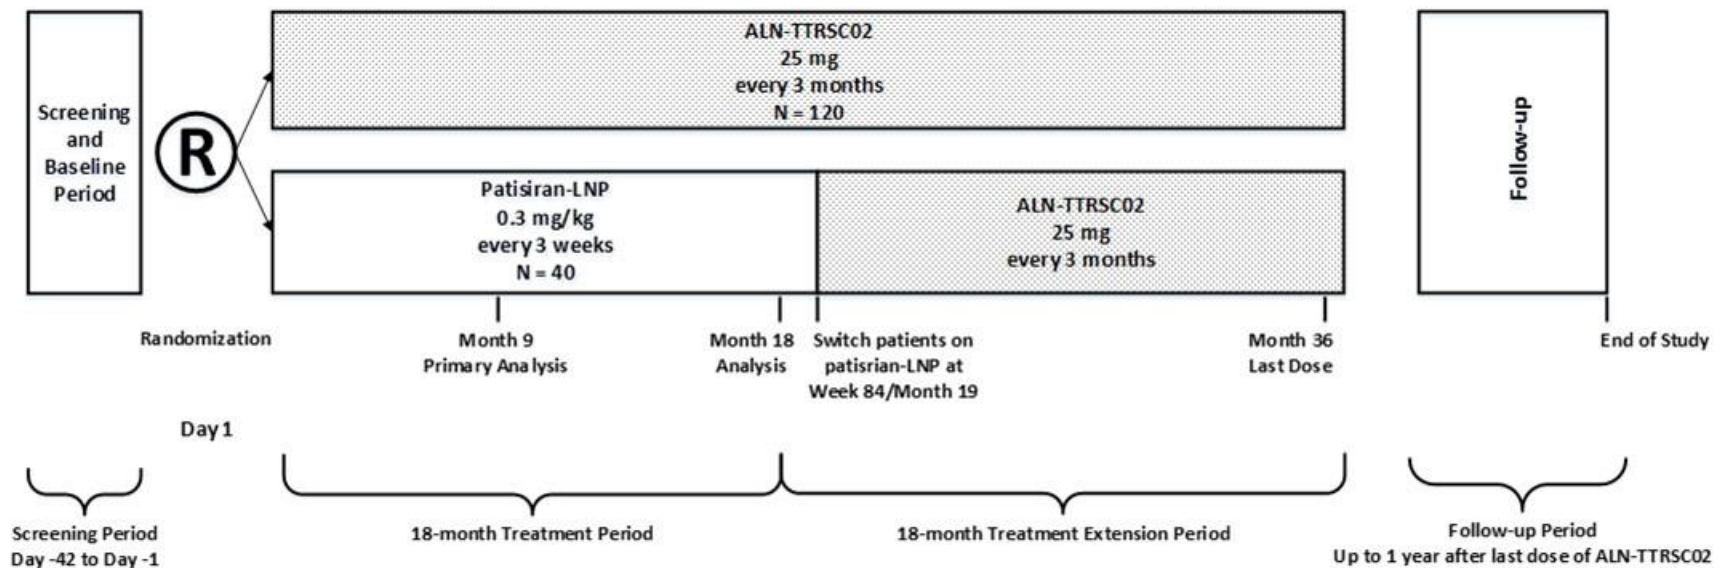 Screening
and
Baseline
Period
R
ALN-TTRSC02
25 mg
every 3 months
N = 120
Patisiran-LNP
0.3 mg/kg
every 3 weeks
N = 40
ALN-TTRSC02
25 mg
every 3 months
Follow-up
Randomization
Month 9
Primary Analysis
Month 18
Analysis
Switch patients on
patisrian-LNP at
Week 84/Month 19
Month 36
Last Dose
End of Study
Day 1
Screening Period
Day -42 to Day -1
18-month Treatment Period
18-month Treatment Extension Period
Follow-up Period
Up to 1 year after last dose of ALN-TTRSC02